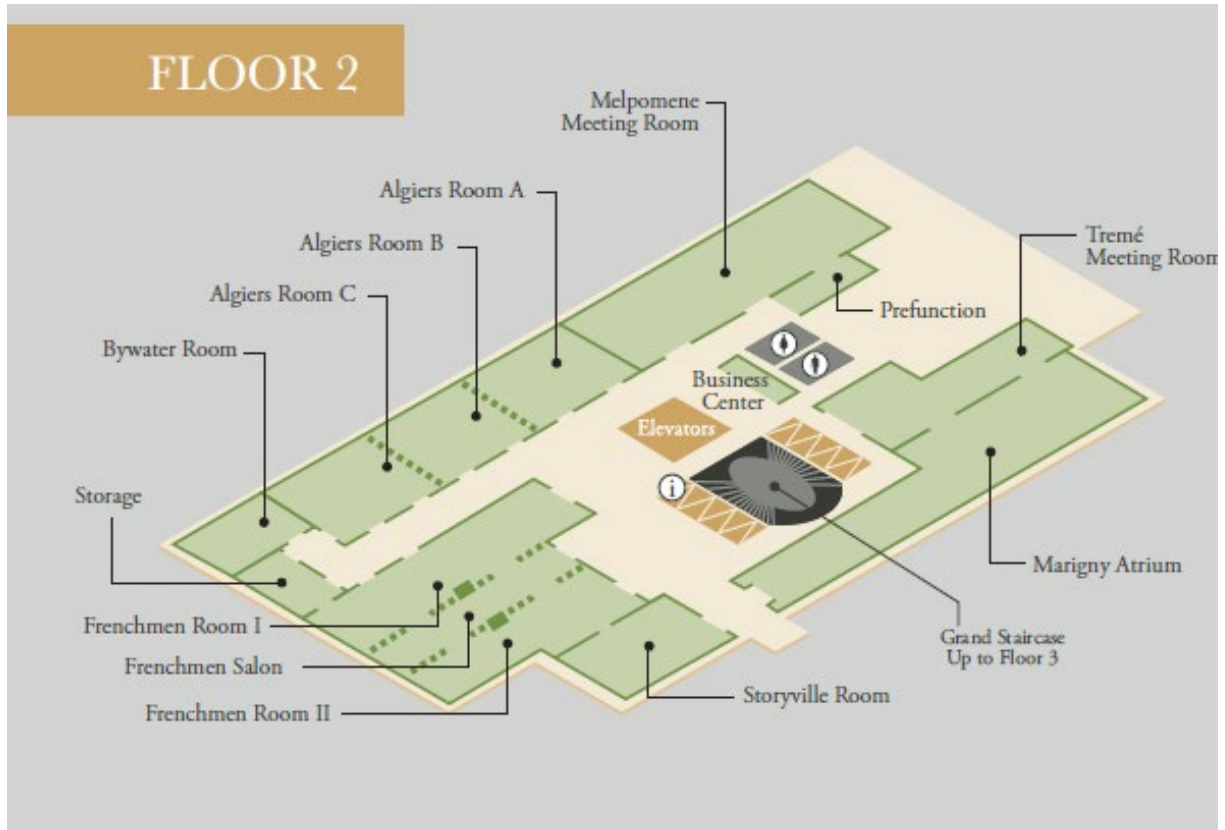 FLOOR 2
Melpomene
Meeting Room
Algiers Room A
Algiers Room B
Algiers Room C
Bywater Room
Storage
Frenchmen Room I
Frenchmen Salon
Frenchmen Room II
Tremé
Meeting Room
Prefunction
Business
Center
Elevators
i
Marigny Atrium
Grand Staircase
Up to Floor 3
Storyville Room